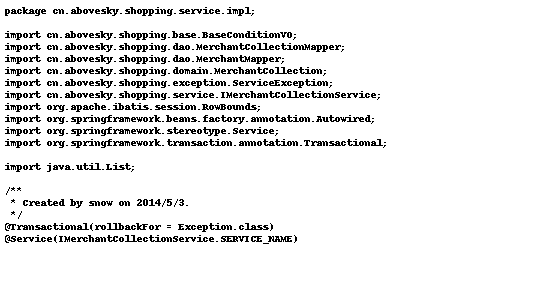 package cn.abovesky.shopping.service.impl;

import cn.abovesky.shopping.base.BaseConditionVO;
import cn.abovesky.shopping.dao.MerchantCollectionMapper;
import cn.abovesky.shopping.dao.MerchantMapper;
import cn.abovesky.shopping.domain.MerchantCollection;
import cn.abovesky.shopping.exception.ServiceException;
import cn.abovesky.shopping.service.IMerchantCollectionService;
import org.apache.ibatis.session.RowBounds;
import org.springframework.beans.factory.annotation.Autowired;
import org.springframework.stereotype.Service;
import org.springframework.transaction.annotation.Transactional;

import java.util.List;

/**
 * Created by snow on 2014/5/3.
 */
@Transactional(rollbackFor = Exception.class)
@Service(IMerchantCollectionService.SERVICE_NAME)